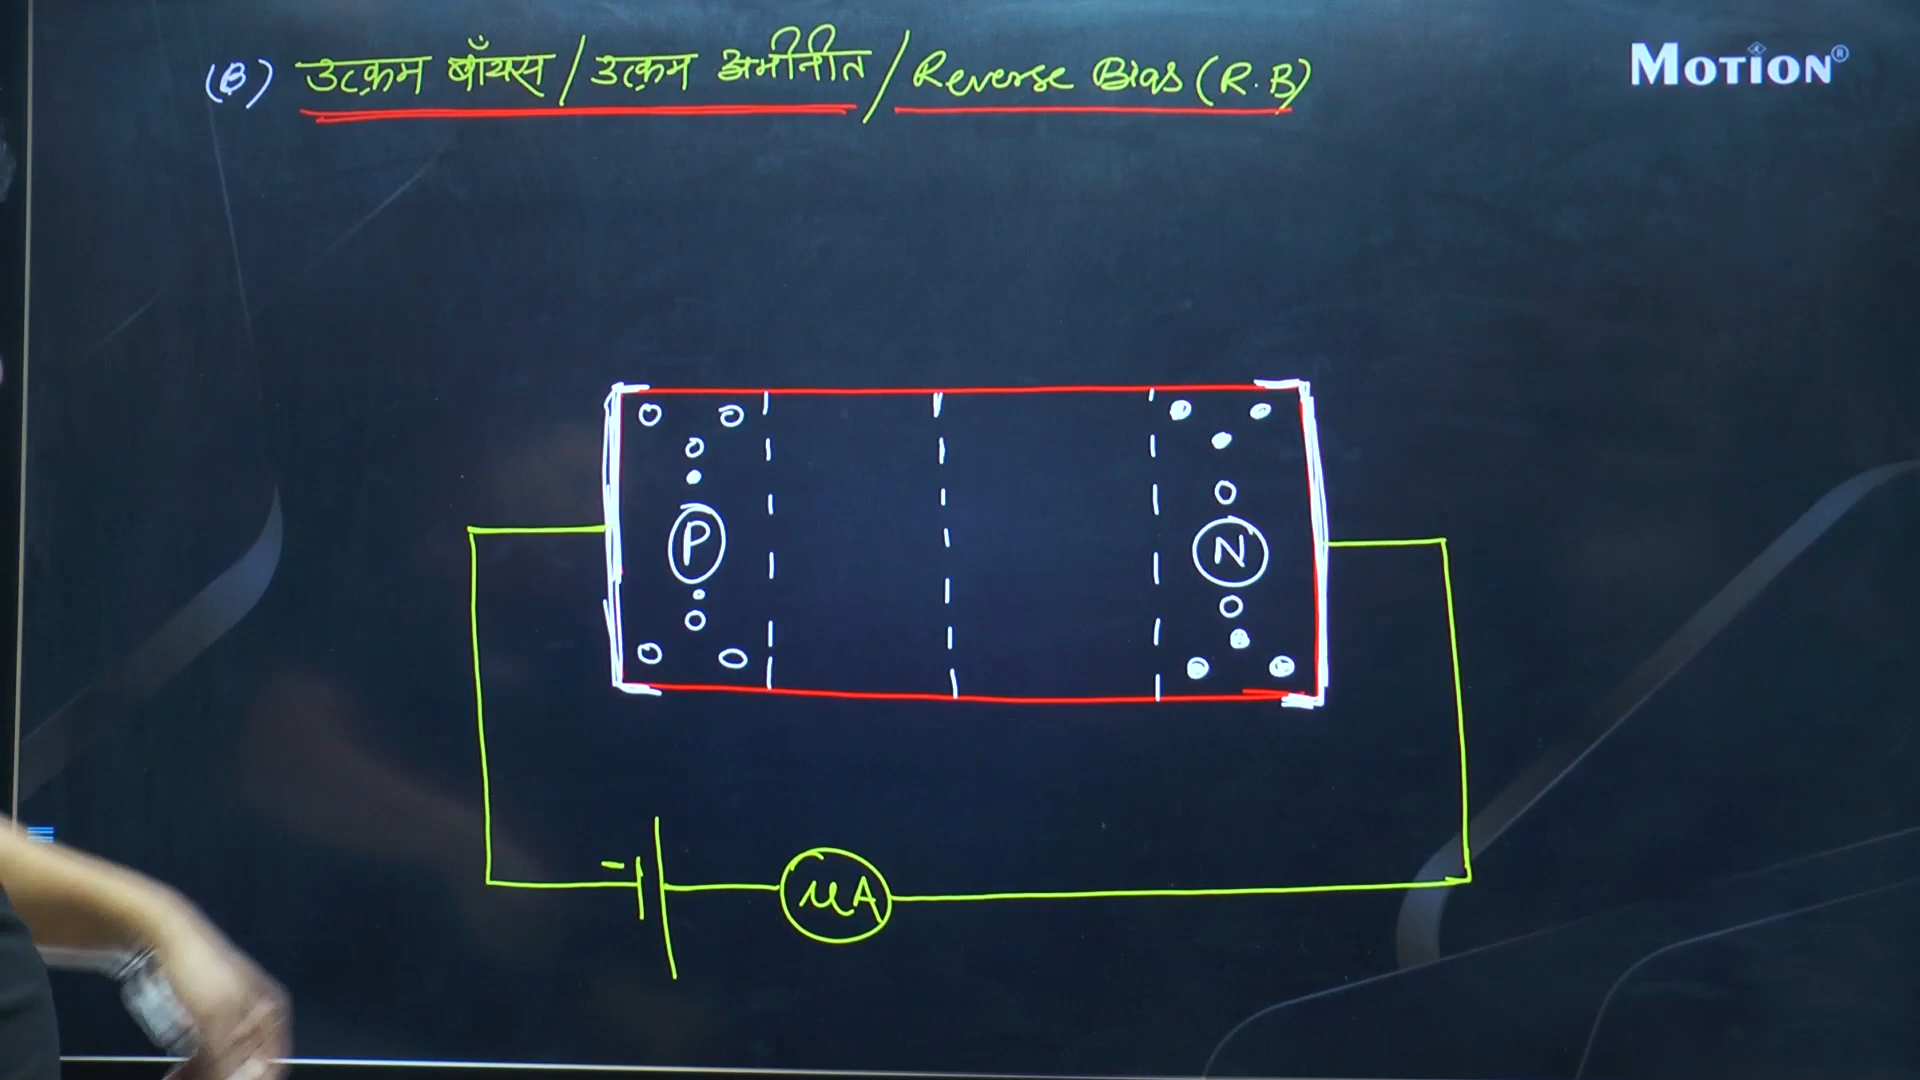 (B) उत्क्रम बाँयस / उत्क्रम अभीनीत / Reverse Bias (R.B)
MOTION®
P
N
-
μA